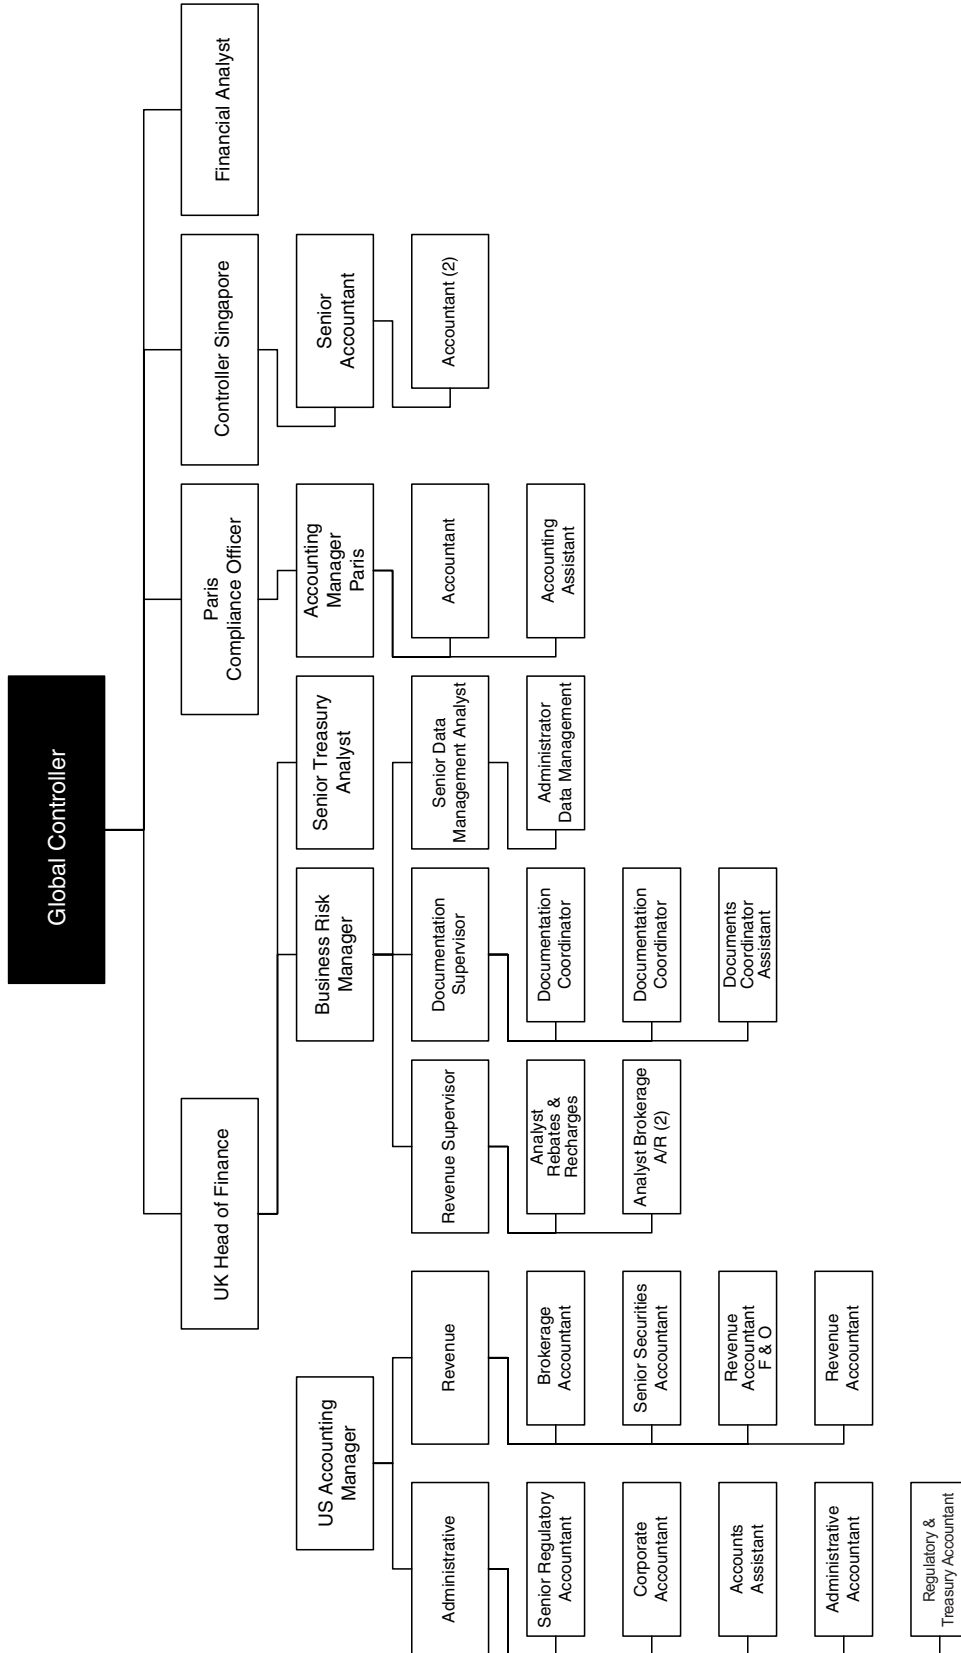 Global Controller
UK Head of Finance
Paris
Compliance Officer
Controller Singapore
Financial Analyst
US Accounting
Manager
Business Risk
Manager
Senior Treasury
Analyst
Accounting
Manager
Paris
Senior
Accountant
Administrative
Revenue
Revenue Supervisor
Documentation
Supervisor
Senior Data
Management Analyst
Accountant
Accountant (2)
Senior Regulatory
Accountant
Brokerage
Accountant
Analyst
Rebates &
Recharges
Documentation
Coordinator
Administrator
Data Management
Accounting
Assistant
Corporate
Accountant
Senior Securities
Accountant
Analyst Brokerage
A/R (2)
Documentation
Coordinator
Accounts
Assistant
Revenue
Accountant
F & O
Documents
Coordinator
Assistant
Administrative
Accountant
Revenue
Accountant
Regulatory &
Treasury Accountant